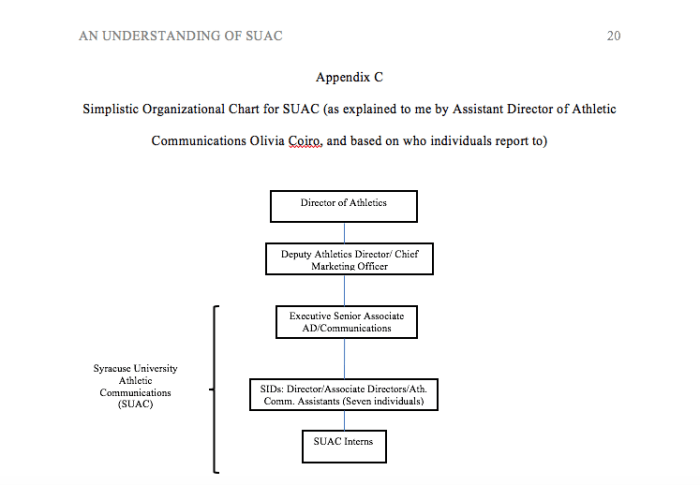 AN UNDERSTANDING OF SUAC 20
Appendix C
Simplistic Organizational Chart for SUAC (as explained to me by Assistant Director of Athletic
Communications Olivia Coiro, and based on who individuals report to)
Director of Athletics
Deputy Athletics Director/ Chief
Marketing Officer
Executive Senior Associate
AD/Communications
Syracuse University
Athletic
Communications
(SUAC)
SIDs: Director/Associate Directors/Ath.
Comm. Assistants (Seven individuals)
SUAC Interns